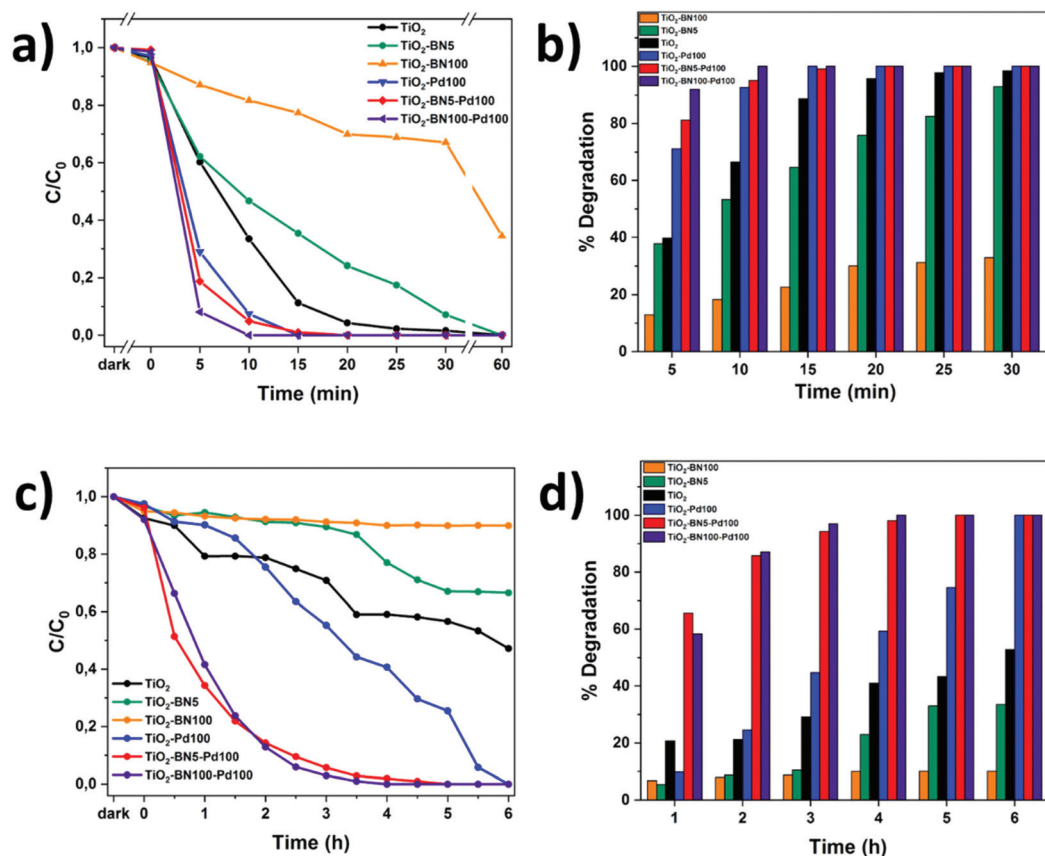 a)
TiO₂
TiO₂-BN5
TiO₂-BN100
TiO₂-Pd100
TiO₂-BN5-Pd100
TiO₂-BN100-Pd100
C/C₀
1,0
0,8
0,6
0,4
0,2
0,0
dark 0 5 10 15 20 25 30 60
Time (min)
b)
TiO₂-BN100
TiO₂-BN5
TiO₂
TiO₂-Pd100
TiO₂-BN5-Pd100
TiO₂-BN100-Pd100
% Degradation
100
80
60
40
20
0
5 10 15 20 25 30
Time (min)
c)
C/C₀
1,0
0,8
0,6
0,4
0,2
0,0
TiO₂
TiO₂-BN5
TiO₂-BN100
TiO₂-Pd100
TiO₂-BN5-Pd100
TiO₂-BN100-Pd100
dark 0 1 2 3 4 5 6
Time (h)
d)
TiO₂-BN100
TiO₂-BN5
TiO₂
TiO₂-Pd100
TiO₂-BN5-Pd100
TiO₂-BN100-Pd100
% Degradation
100
80
60
40
20
0
1 2 3 4 5 6
Time (h)